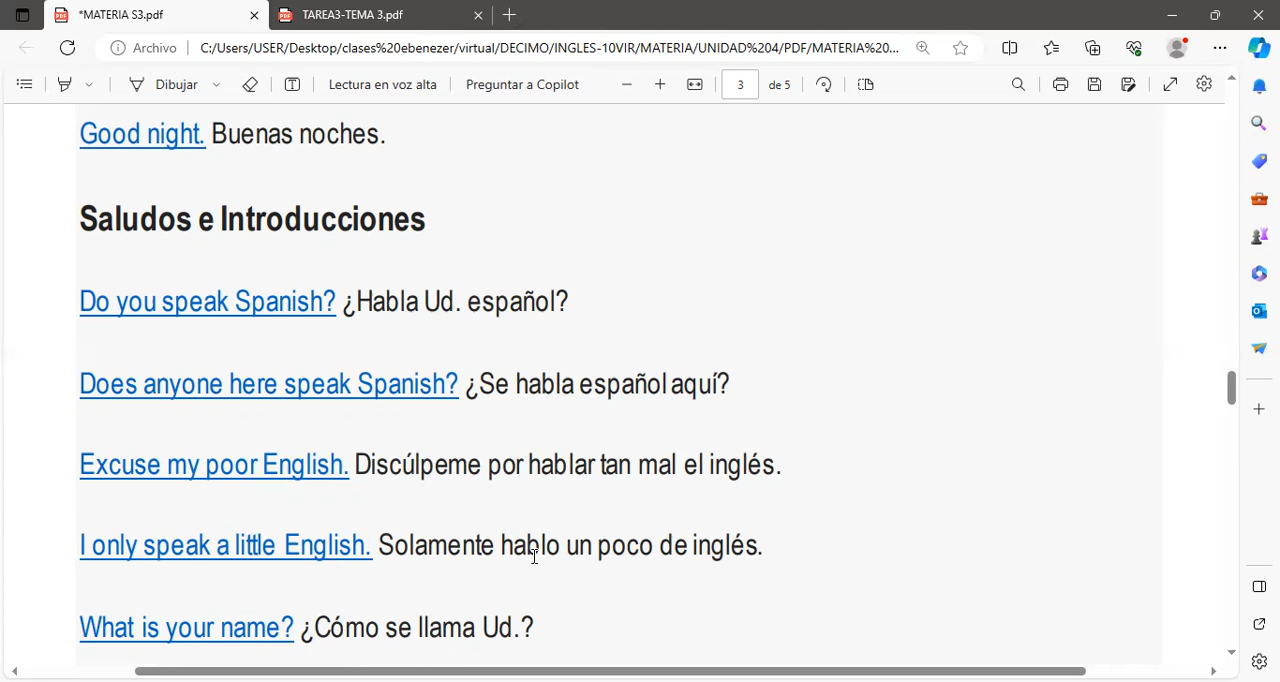 *MATERIA S3.pdf
TAREA3-TEMA 3.pdf
Archivo
C:/Users/USER/Desktop/clases%20ebenezer/virtual/DECIMO/INGLES-10VIR/MATERIA/UNIDAD%204/PDF/MATERIA%20...
Dibujar
Lectura en voz alta
Preguntar a Copilot
3
de 5
Good night. Buenas noches.
Saludos e Introducciones
Do you speak Spanish? ¿Habla Ud. español?
Does anyone here speak Spanish? ¿Se habla español aquí?
Excuse my poor English. Discúlpeme por hablar tan mal el inglés.
I only speak a little English. Solamente hablo un poco de inglés.
What is your name? ¿Cómo se llama Ud.?